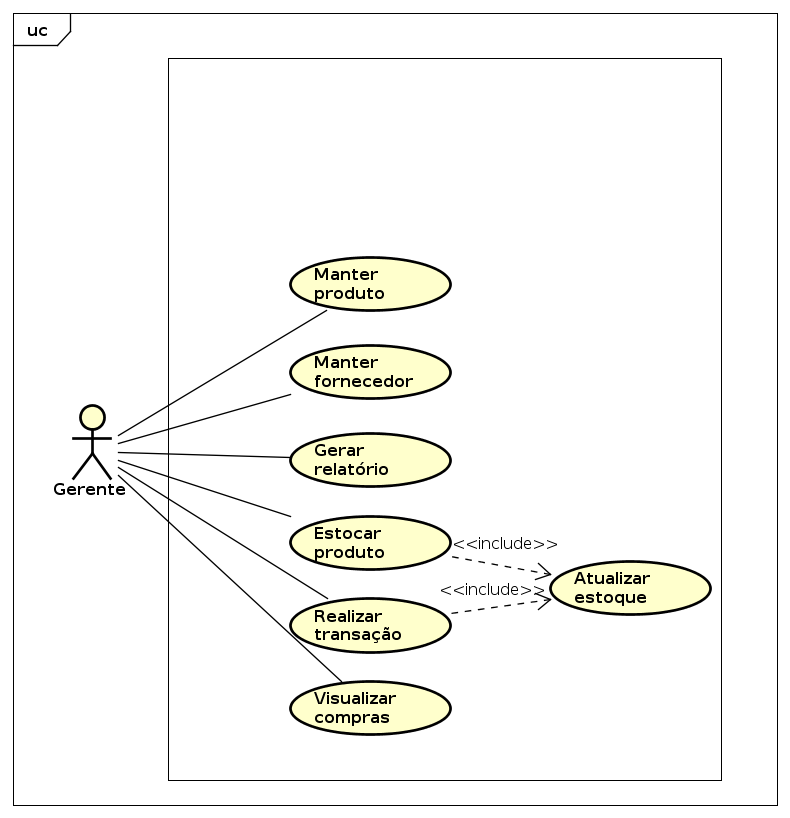 uc
Manter
produto
Manter
fornecedor
Gerar
relatório
Gerente
Estocar
produto
<<include>>
Atualizar
estoque
<<include>>
Realizar
transação
Visualizar
compras